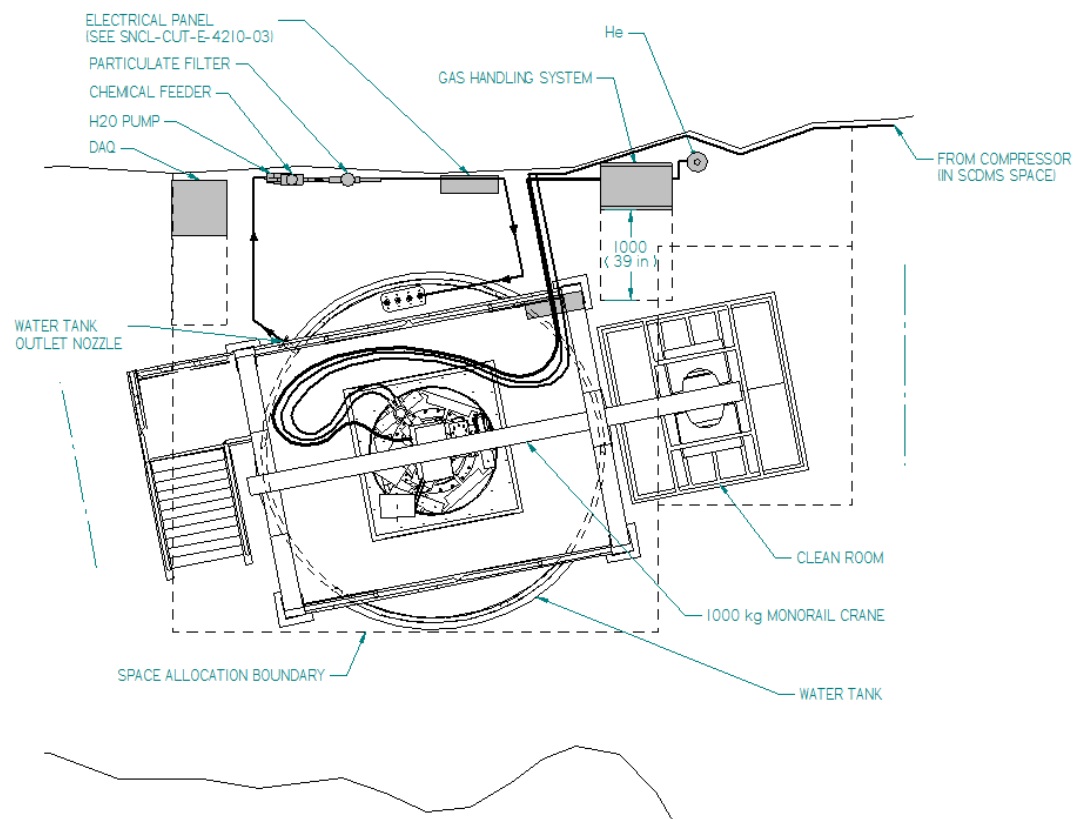 ELECTRICAL PANEL
(SEE SNCL-CUT-E-4210-03)
PARTICULATE FILTER
CHEMICAL FEEDER
H20 PUMP
DAQ
He
GAS HANDLING SYSTEM
FROM COMPRESSOR
(IN SCDMS SPACE)
1000
( 39 in )
WATER TANK
OUTLET NOZZLE
CLEAN ROOM
1000 kg MONORAIL CRANE
SPACE ALLOCATION BOUNDARY
WATER TANK